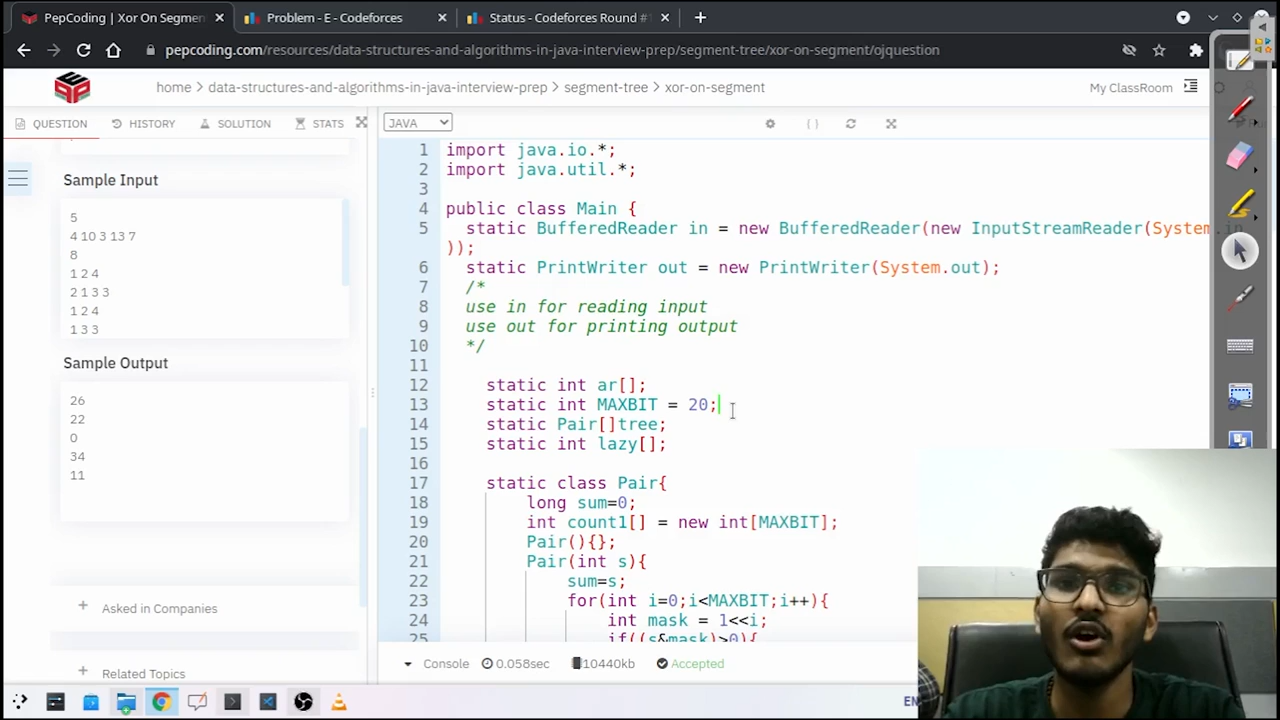 PepCoding | Xor On Segmen
Problem - E - Codeforces
Status - Codeforces Round #
pepcoding.com/resources/data-structures-and-algorithms-in-java-interview-prep/segment-tree/xor-on-segment/ojquestion
home > data-structures-and-algorithms-in-java-interview-prep > segment-tree > xor-on-segment
My ClassRoom
QUESTION
HISTORY
SOLUTION
STATS
JAVA
Sample Input
5
4 10 3 13 7
8
1 2 4
2 1 3 3
1 2 4
1 3 3
Sample Output
26
22
0
34
11
Asked in Companies
Related Topics
1 import java.io.*;
2 import java.util.*;
3
4 public class Main {
5 static BufferedReader in = new BufferedReader(new InputStreamReader(System.in
));
6 static PrintWriter out = new PrintWriter(System.out);
7 /*
8 use in for reading input
9 use out for printing output
10 */
11
12 static int ar[];
13 static int MAXBIT = 20;
14 static Pair[]tree;
15 static int lazy[];
16
17 static class Pair{
18 long sum=0;
19 int count1[] = new int[MAXBIT];
20 Pair(){};
21 Pair(int s){
22 sum=s;
23 for(int i=0;i<MAXBIT;i++){
24 int mask = 1<<i;
25 if((s&mask)>0){
Console
0.058sec
10440kb
Accepted
EN